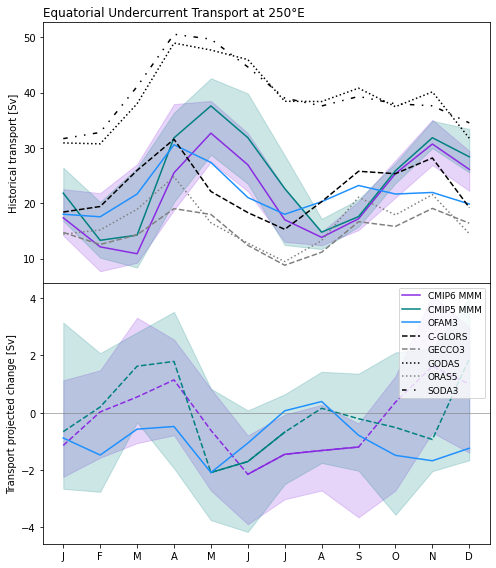 Equatorial Undercurrent Transport at 250°E
Historical transport [Sv]
50
40
30
20
10
Transport projected change [Sv]
4
2
0
−2
−4
CMIP6 MMM
CMIP5 MMM
OFAM3
C-GLORS
GECCO3
GODAS
ORAS5
SODA3
J F M A M J J A S O N D